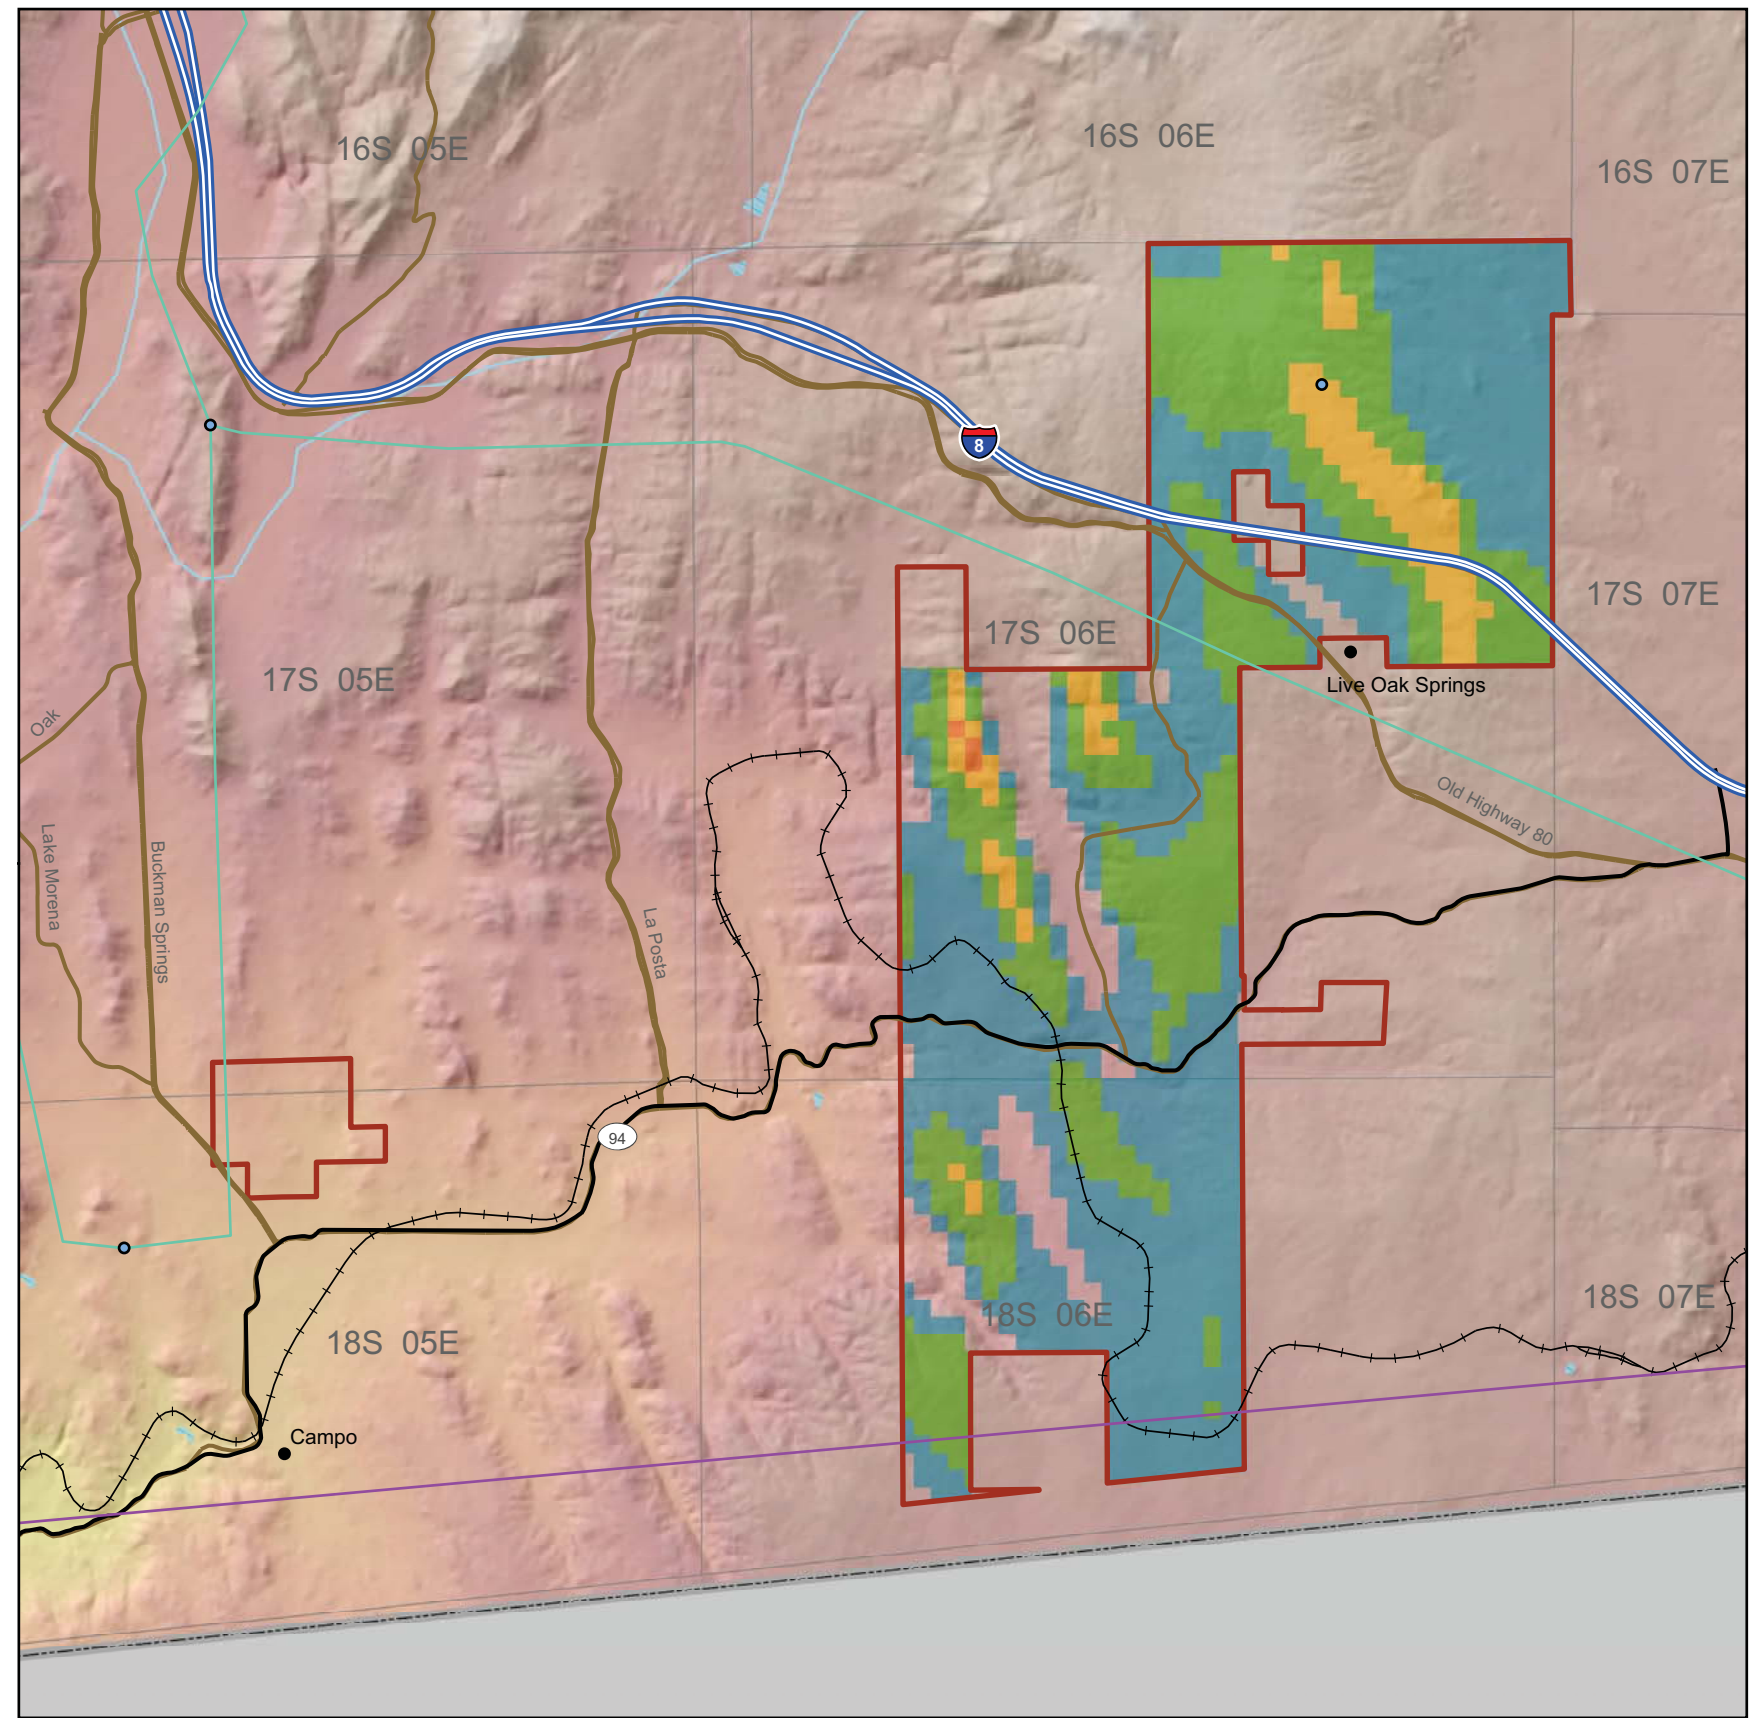 16S 05E
16S 06E
16S 07E
8
17S 07E
17S 06E
17S 05E
Live Oak Springs
Oak
Old Highway 80
Lake Morena
Buckman Springs
La Posta
94
18S 07E
18S 06E
18S 05E
Campo